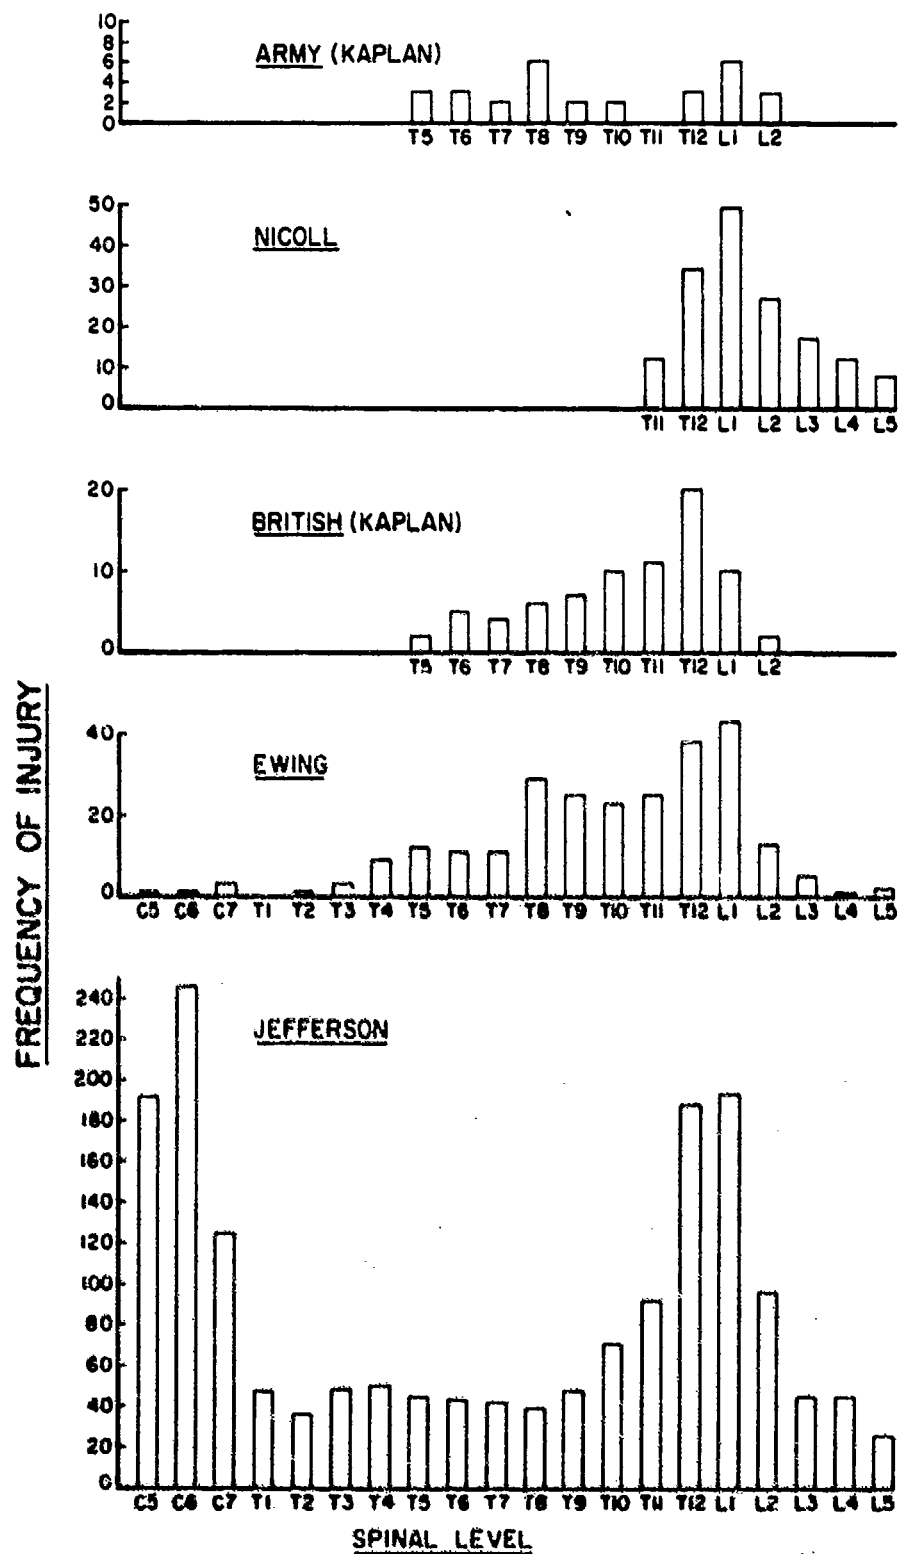 10
8
ARMY (KAPLAN)
6
4
2
0
T5 T6 T7 T8 T9 T10 T11 T12 L1 L2
50
NICOLL
40
30
20
10
0
T11 T12 L1 L2 L3 L4 L5
20
BRITISH (KAPLAN)
10
0
T5 T6 T7 T8 T9 T10 T11 T12 L1 L2
FREQUENCY OF INJURY
40
EWING
20
0
C5 C6 C7 T1 T2 T3 T4 T5 T6 T7 T8 T9 T10 T11 T12 L1 L2 L3 L4 L5
240
JEFFERSON
220
200
180
160
140
120
100
80
60
40
20
0
C5 C6 C7 T1 T2 T3 T4 T5 T6 T7 T8 T9 T10 T11 T12 L1 L2 L3 L4 L5
SPINAL LEVEL